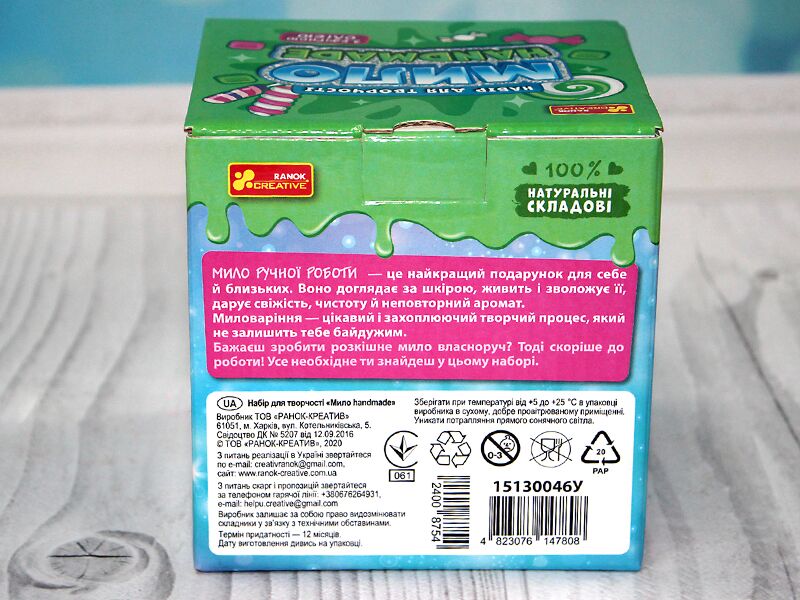 З ЕФІРНОЮ
ОЛІЄЮ
HANDMADE
МИЛО
НАБІР ДЛЯ ТВОРЧОСТІ
RANOK
CREATIVE
RANOK
CREATIVE
100%
НАТУРАЛЬНІ
СКЛАДОВІ
МИЛО РУЧНОЇ РОБОТИ — це найкращий подарунок для себе
й близьких. Воно доглядає за шкірою, живить і зволожує її,
дарує свіжість, чистоту й неповторний аромат.
Миловаріння — цікавий і захоплюючий творчий процес, який
не залишить тебе байдужим.
Бажаєш зробити розкішне мило власноруч? Тоді скоріше до
роботи! Усе необхідне ти знайдеш у цьому наборі.
UA Набір для творчості «Мило handmade»
Виробник ТОВ «РАНОК-КРЕАТИВ»
61051, м. Харків, вул. Котельниківська, 5.
Свідоцтво ДК № 5207 від 12.09.2016
© ТОВ «РАНОК-КРЕАТИВ», 2020
З питань реалізації в Україні звертайтеся
по e-mail: creativranok@gmail.com,
сайт: www.ranok-creative.com.ua
З питань скарг і пропозицій звертайтеся
за телефоном гарячої лінії: +380676264931,
e-mail: helpu.creative@gmail.com
Виробник залишає за собою право видозмінювати
складники у зв'язку з технічними обставинами.
Термін придатності — 12 місяців.
Дату виготовлення дивись на упаковці.
Зберігати при температурі від +5 до +25 °С в упаковці
виробника в сухому, добре провітрюваному приміщенні.
Уникати потрапляння прямого сонячного світла.
061
0-3
20
PAP
2400 8754
15130046У
4 823076 147808